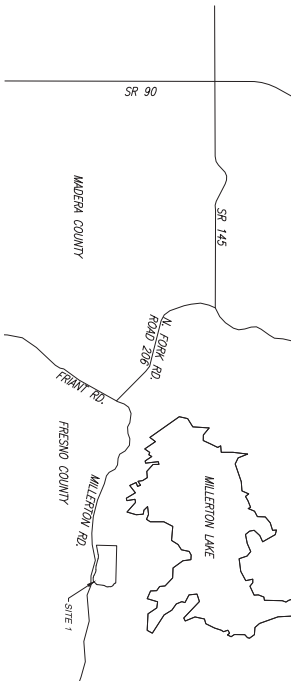 SR 90
SR 145
MADERA COUNTY
N. FORK RD.
ROAD 206
FRIANT RD.
FRESNO COUNTY
MILLERTON RD.
MILLERTON LAKE
SITE 1